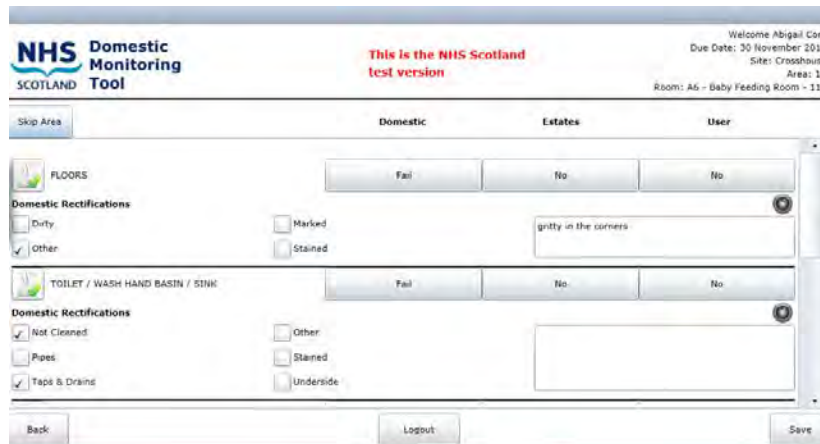 NHS
SCOTLAND
Domestic
Monitoring
Tool
This is the NHS Scotland
test version
Welcome Abigail
Due Date: 30 November
Site:
Area:
Room: A6 - Baby Feeding Room -
Skip Area Domestic Estates User
FLOORS Fail No No
Domestic Rectifications
Dirty Marked gritty in the corners
Other Stained
TOILET / WASH HAND BASIN / SINK Fail No No
Domestic Rectifications
Not Cleaned Other
Pipes Stained
Taps & Drains Underside
Back Logout Save